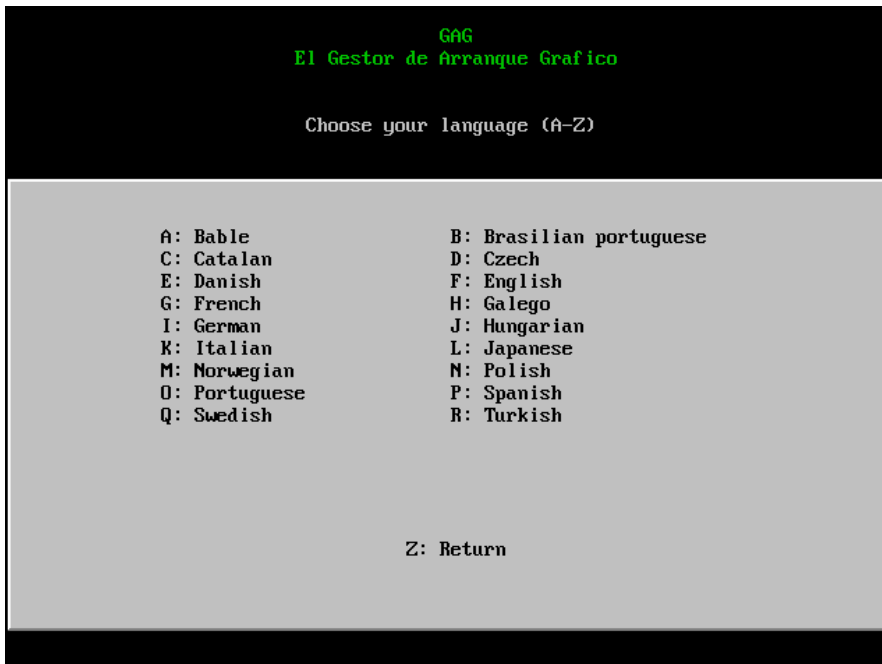 GAG
El Gestor de Arranque Grafico
Choose your language (A-Z)
A: Bable B: Brasilian portuguese
C: Catalan D: Czech
E: Danish F: English
G: French H: Galego
I: German J: Hungarian
K: Italian L: Japanese
M: Norwegian N: Polish
O: Portuguese P: Spanish
Q: Swedish R: Turkish
Z: Return